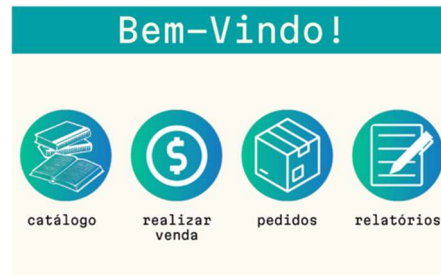 Bem-Vindo!
catálogo
realizar
venda
pedidos
relatórios